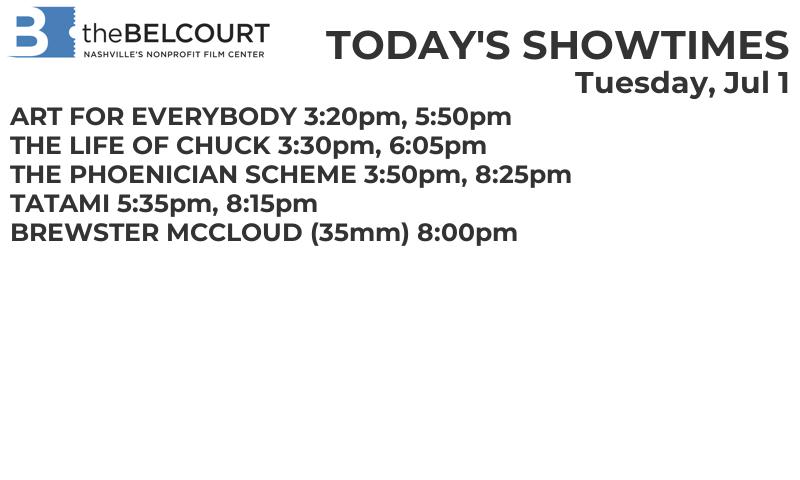 B theBELCOURT
NASHVILLE'S NONPROFIT FILM CENTER
TODAY'S SHOWTIMES
Tuesday, Jul 1
ART FOR EVERYBODY 3:20pm, 5:50pm
THE LIFE OF CHUCK 3:30pm, 6:05pm
THE PHOENICIAN SCHEME 3:50pm, 8:25pm
TATAMI 5:35pm, 8:15pm
BREWSTER MCCLOUD (35mm) 8:00pm